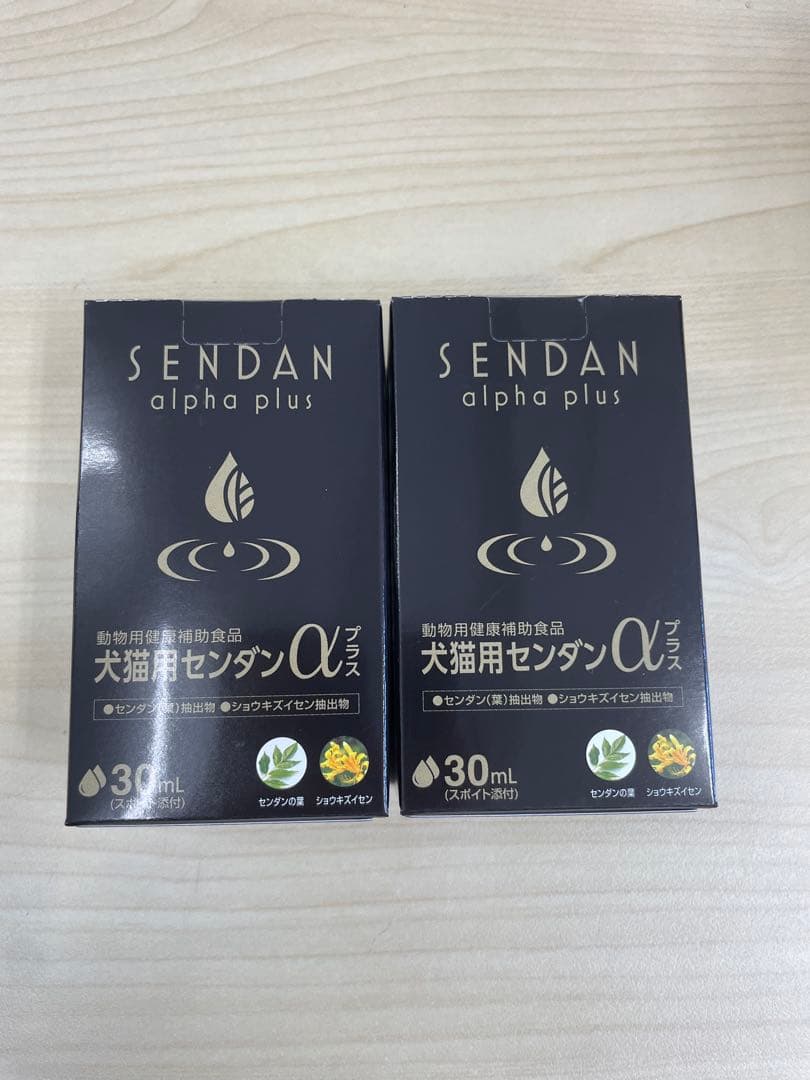 SENDAN
alpha plus
動物用健康補助食品
犬猫用センダンαプラス
●センダン(葉)抽出物 ●ショウキズイセン抽出物
30mL
(スポイト添付)
センダンの葉
ショウキズイセン
SENDAN
alpha plus
動物用健康補助食品
犬猫用センダンαプラス
●センダン(葉)抽出物 ●ショウキズイセン抽出物
30mL
(スポイト添付)
センダンの葉
ショウキズイセン